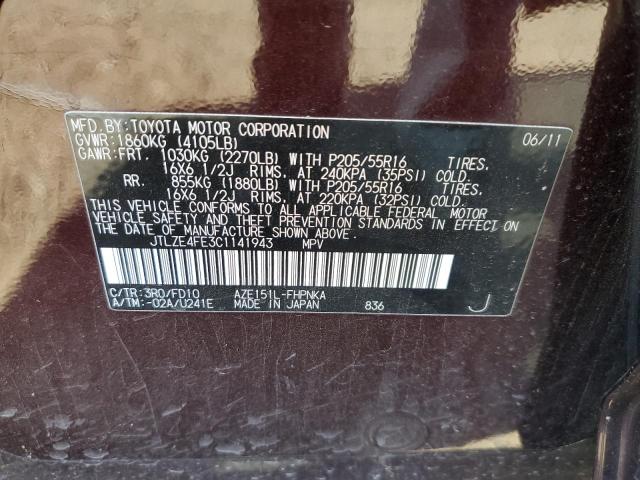 MFD.BY:TOYOTA MOTOR CORPORATION 06/11
GVWR:1860KG (4105LB)
GAWR:FRT. 1030KG (2270LB) WITH P205/55R16 TIRES.
16X6 1/2J RIMS. AT 240KPA (35PSI) COLD.
RR. 855KG (1880LB) WITH P205/55R16 TIRES.
16X6 1/2J RIMS. AT 220KPA (32PSI) COLD.
THIS VEHICLE CONFORMS TO ALL APPLICABLE FEDERAL MOTOR
VEHICLE SAFETY AND THEFT PREVENTION STANDARDS IN EFFECT ON
THE DATE OF MANUFACTURE SHOWN ABOVE.
JTLZE4FE3C1141943 MPV
C/TR:3R0/FD10 AZE151L-FHPNKA
A/TM:-02A/U241E MADE IN JAPAN 836 J